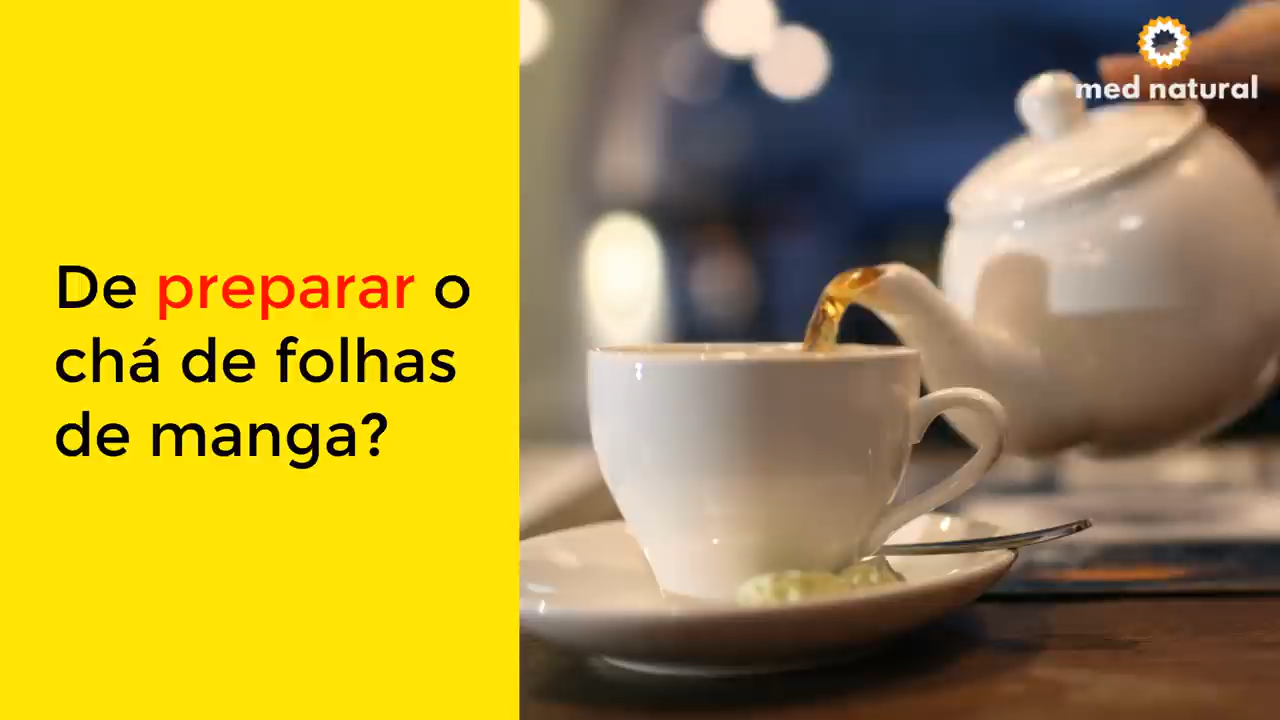 De preparar o
chá de folhas
de manga?
med natural